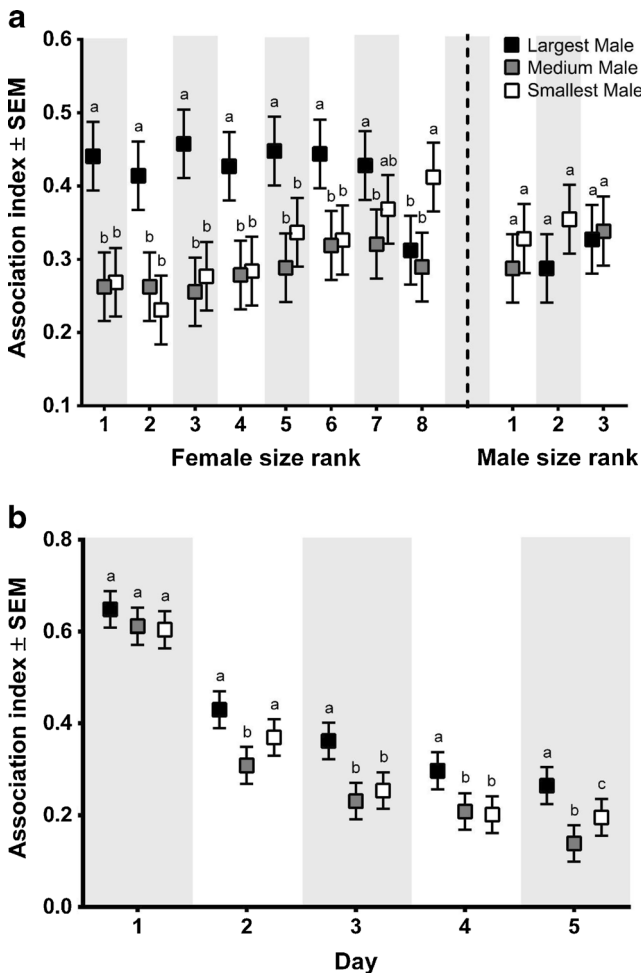 a
Association index ± SEM
0.6
0.5
0.4
0.3
0.2
0.1
Largest Male
Medium Male
Smallest Male
a b b
a b b
a b b
a b b
a b b
a b b
a b ab
b b a
a a
a a
a a
1 2 3 4 5 6 7 8 1 2 3
Female size rank Male size rank
b
Association index ± SEM
0.8
0.6
0.4
0.2
0.0
a a a
a b a
a b b
a b b
a b c
1 2 3 4 5
Day